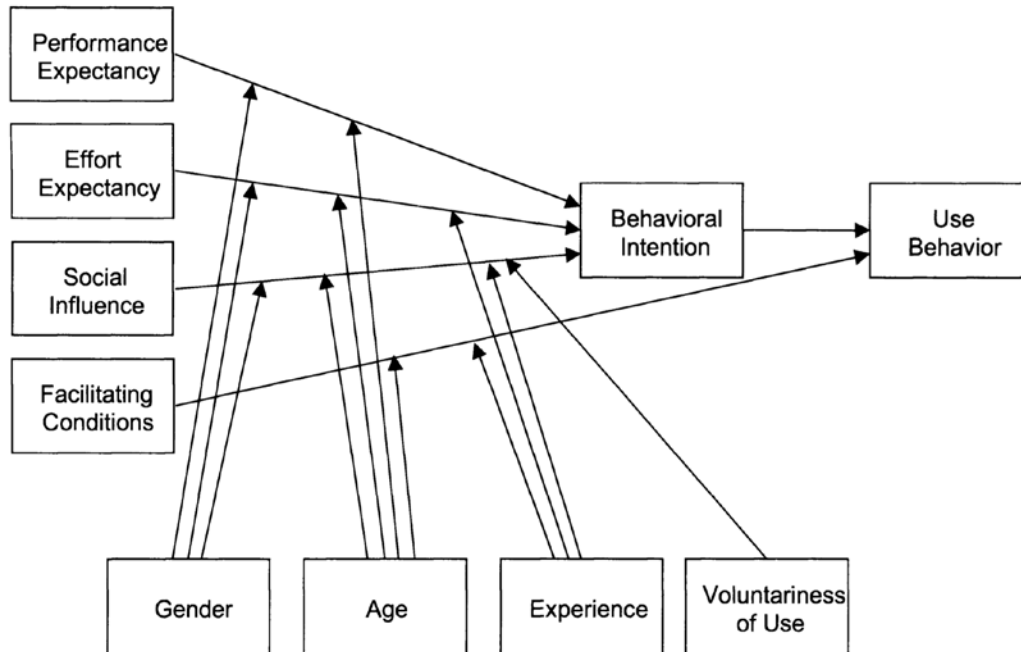 Performance
Expectancy
Effort
Expectancy
Social
Influence
Facilitating
Conditions
Behavioral
Intention
Use
Behavior
Gender
Age
Experience
Voluntariness
of Use